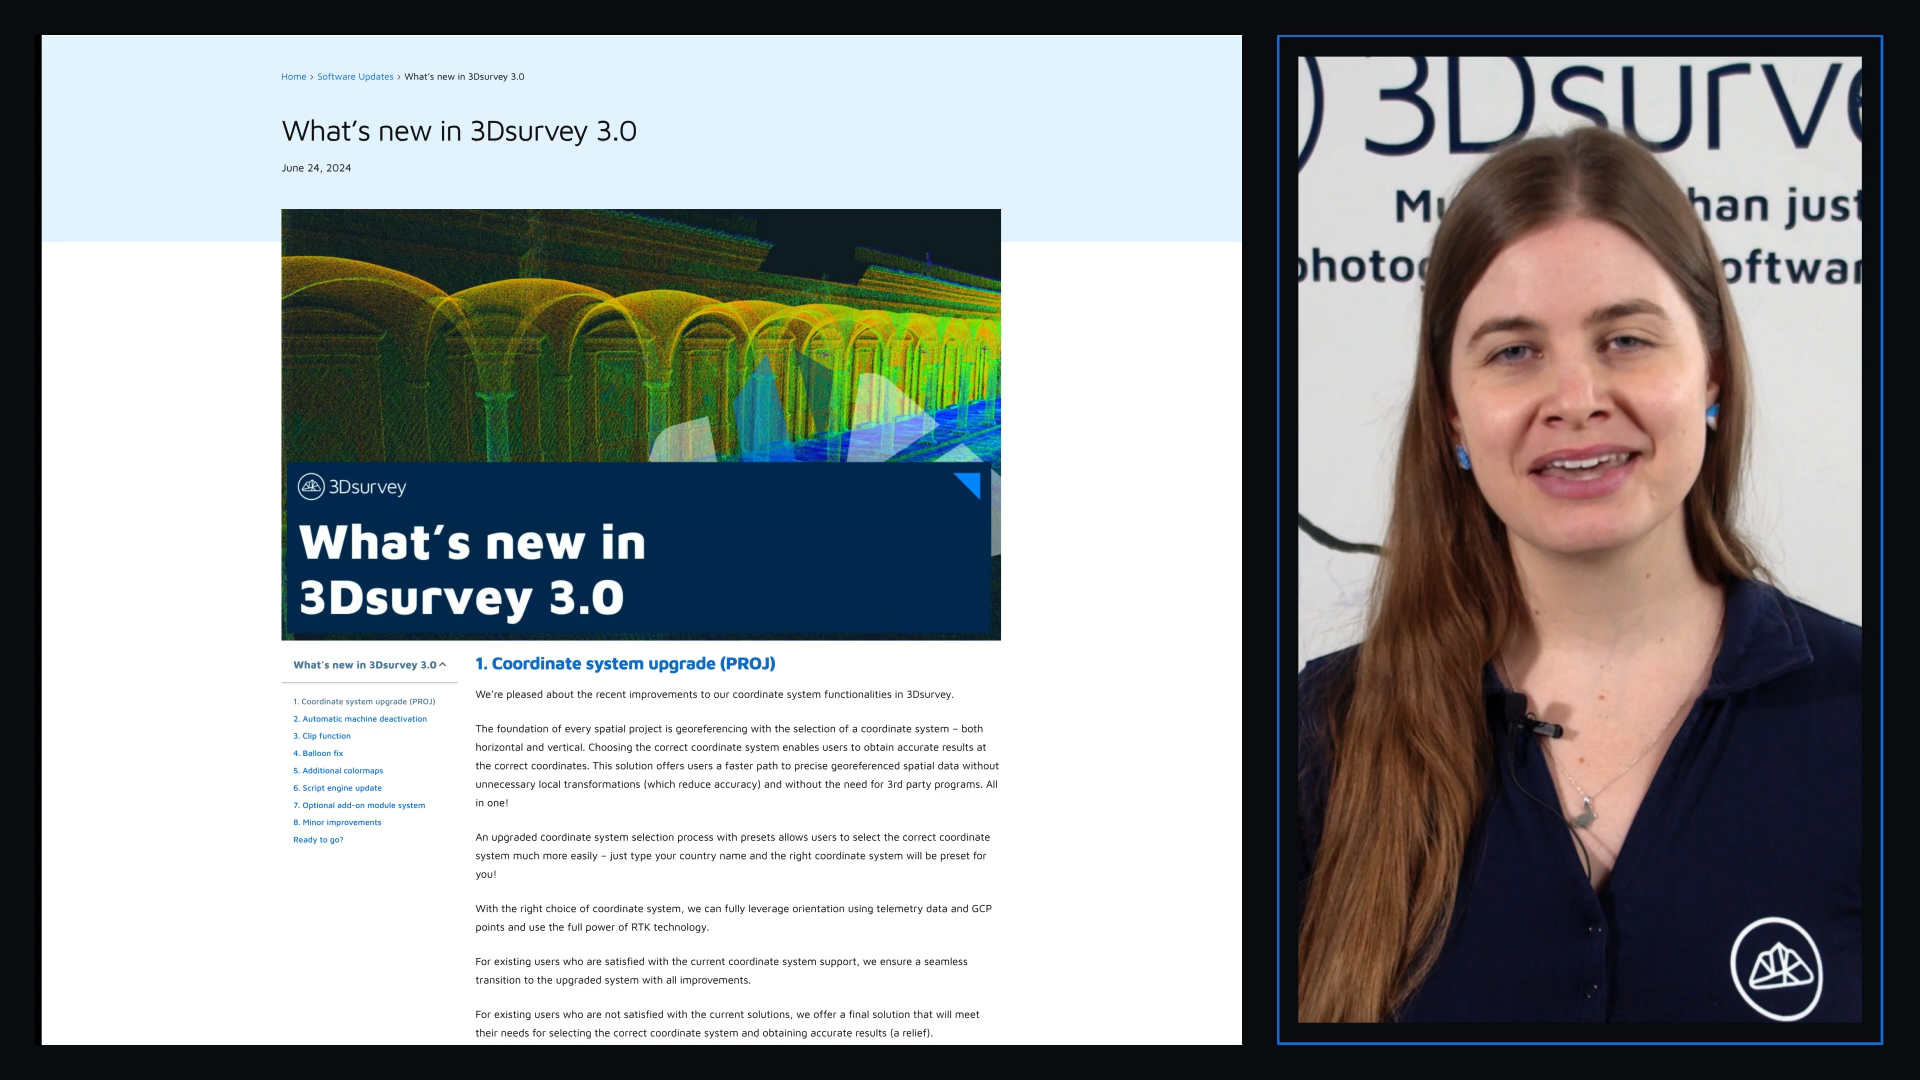 Home › Software Updates › What's new in 3Dsurvey 3.0
What's new in 3Dsurvey 3.0
June 24, 2024
3Dsurvey
What's new in
3Dsurvey 3.0
What's new in 3Dsurvey 3.0
1. Coordinate system upgrade (PROJ)
2. Automatic machine deactivation
3. Clip function
4. Balloon fix
5. Additional colormaps
6. Script engine update
7. Optional add-on module system
8. Minor improvements
Ready to go?
1. Coordinate system upgrade (PROJ)
We're pleased about the recent improvements to our coordinate system functionalities in 3Dsurvey.
The foundation of every spatial project is georeferencing with the selection of a coordinate system – both
horizontal and vertical. Choosing the correct coordinate system enables users to obtain accurate results at
the correct coordinates. This solution offers users a faster path to precise georeferenced spatial data without
unnecessary local transformations (which reduce accuracy) and without the need for 3rd party programs. All
in one!
An upgraded coordinate system selection process with presets allows users to select the correct coordinate
system much more easily – just type your country name and the right coordinate system will be preset for
you!
With the right choice of coordinate system, we can fully leverage orientation using telemetry data and GCP
points and use the full power of RTK technology.
For existing users who are satisfied with the current coordinate system support, we ensure a seamless
transition to the upgraded system with all improvements.
For existing users who are not satisfied with the current solutions, we offer a final solution that will meet
their needs for selecting the correct coordinate system and obtaining accurate results (a relief).
3Dsurve
Mu han just
photog oftwar